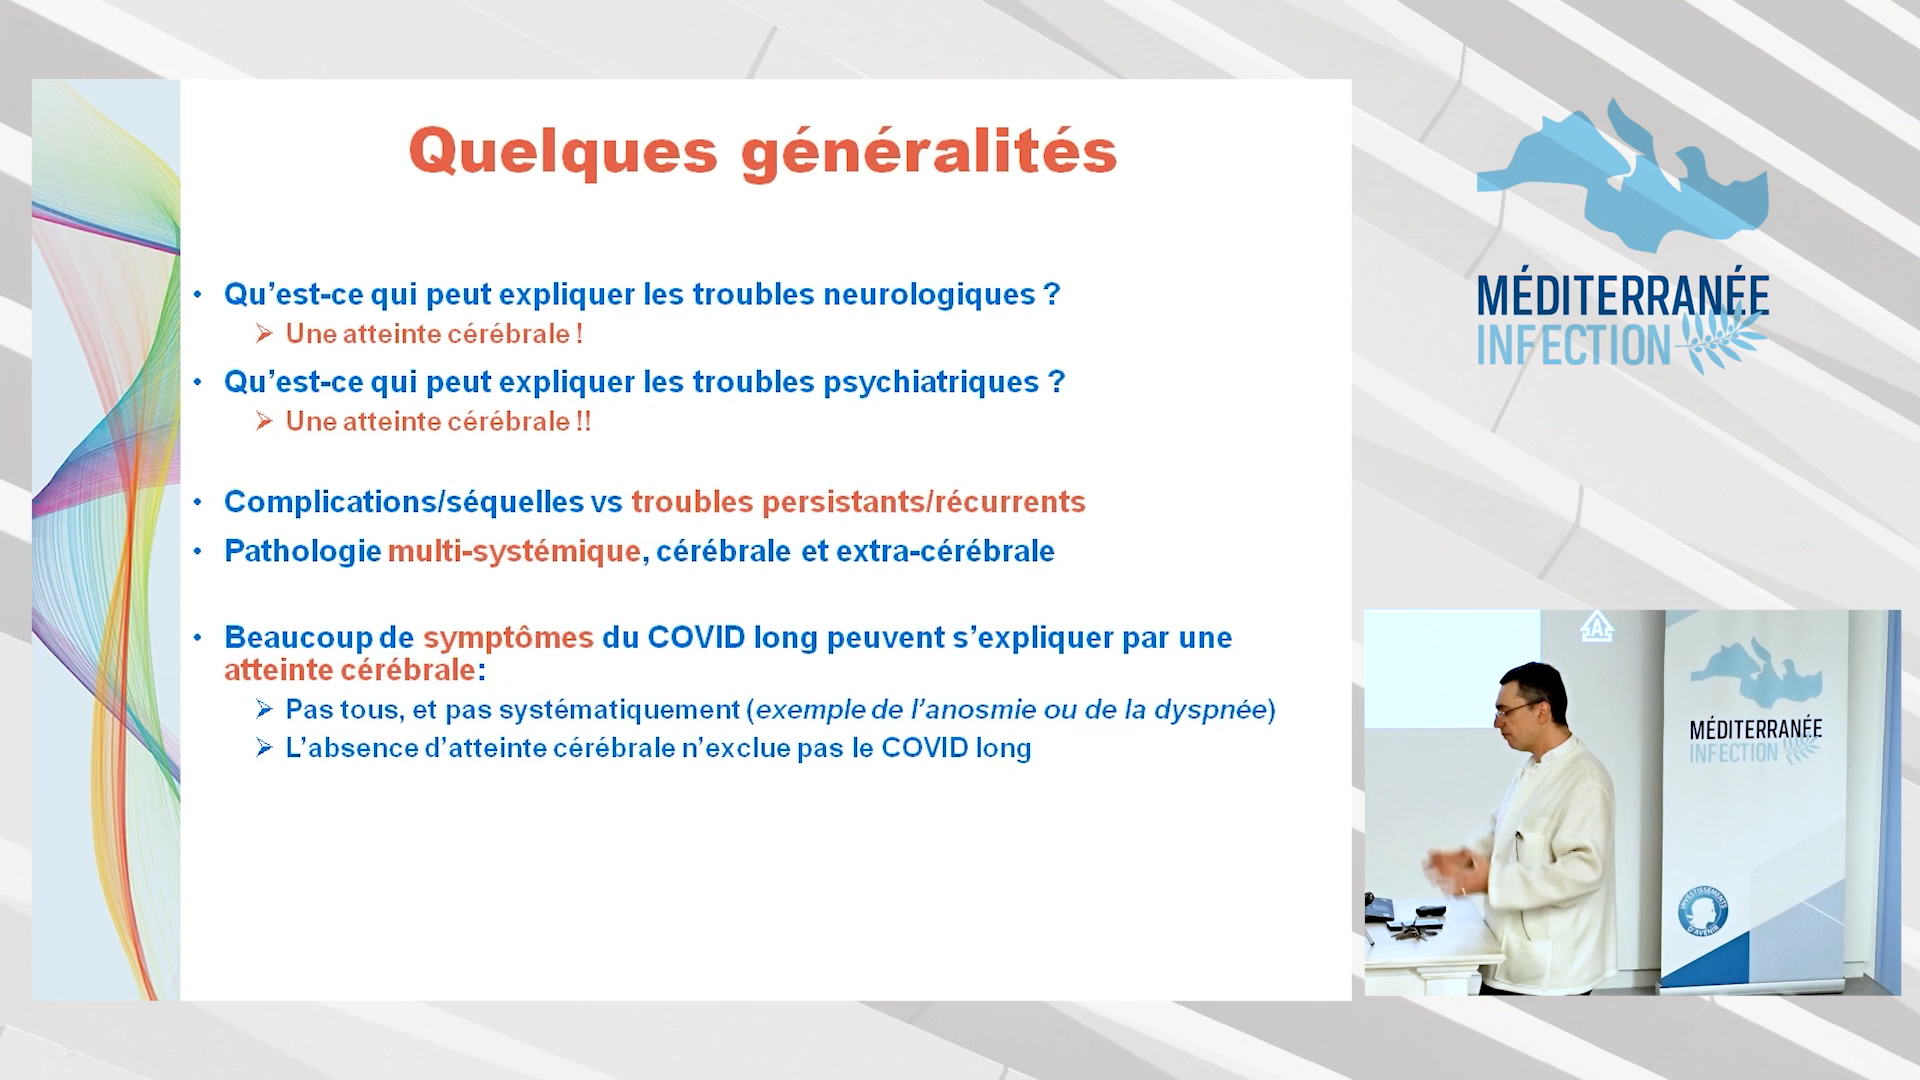 Quelques généralités
• Qu’est-ce qui peut expliquer les troubles neurologiques ?
➢ Une atteinte cérébrale !
• Qu’est-ce qui peut expliquer les troubles psychiatriques ?
➢ Une atteinte cérébrale !!
• Complications/séquelles vs troubles persistants/récurrents
• Pathologie multi-systémique, cérébrale et extra-cérébrale
• Beaucoup de symptômes du COVID long peuvent s’expliquer par une
atteinte cérébrale:
➢ Pas tous, et pas systématiquement (exemple de l’anosmie ou de la dyspnée)
➢ L’absence d’atteinte cérébrale n’exclue pas le COVID long
MÉDITERRANÉE
INFECTION
A
MÉDITERRANÉE
INFECTION
INVESTISSEMENTS
D'AVENIR